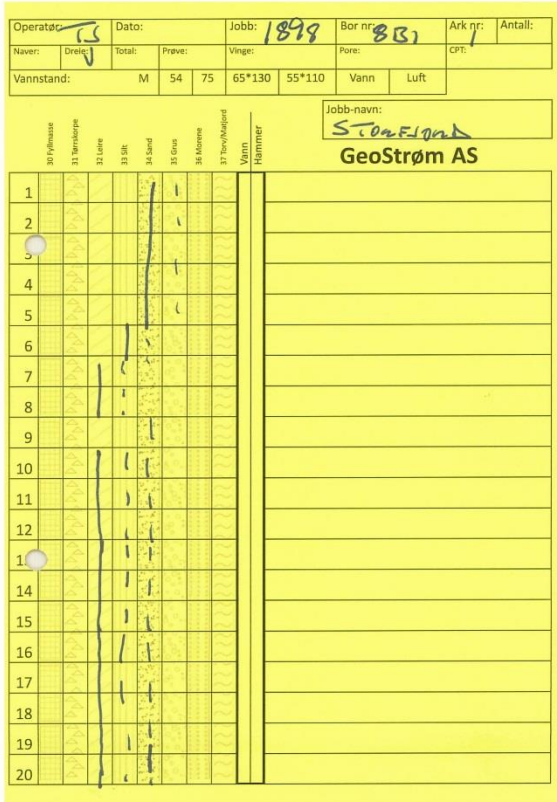 Operatør: TS Dato: Jobb: 1898 Bor nr: 8B1 Ark nr: 1 Antall:
Naver: Dreie: Total: Prøve: Vinge: Pore: CPT:
Vannstand: M 54 75 65*130 55*110 Vann Luft
Jobb-navn:
STORFJORD
GeoStrøm AS
30 Fyllmasse
31 Tørrskorpe
32 Leire
33 Silt
34 Sand
35 Grus
36 Morene
37 Torv/Matjord
Vann
Hammer
1
2
3
4
5
6
7
8
9
10
11
12
14
15
16
17
18
19
20